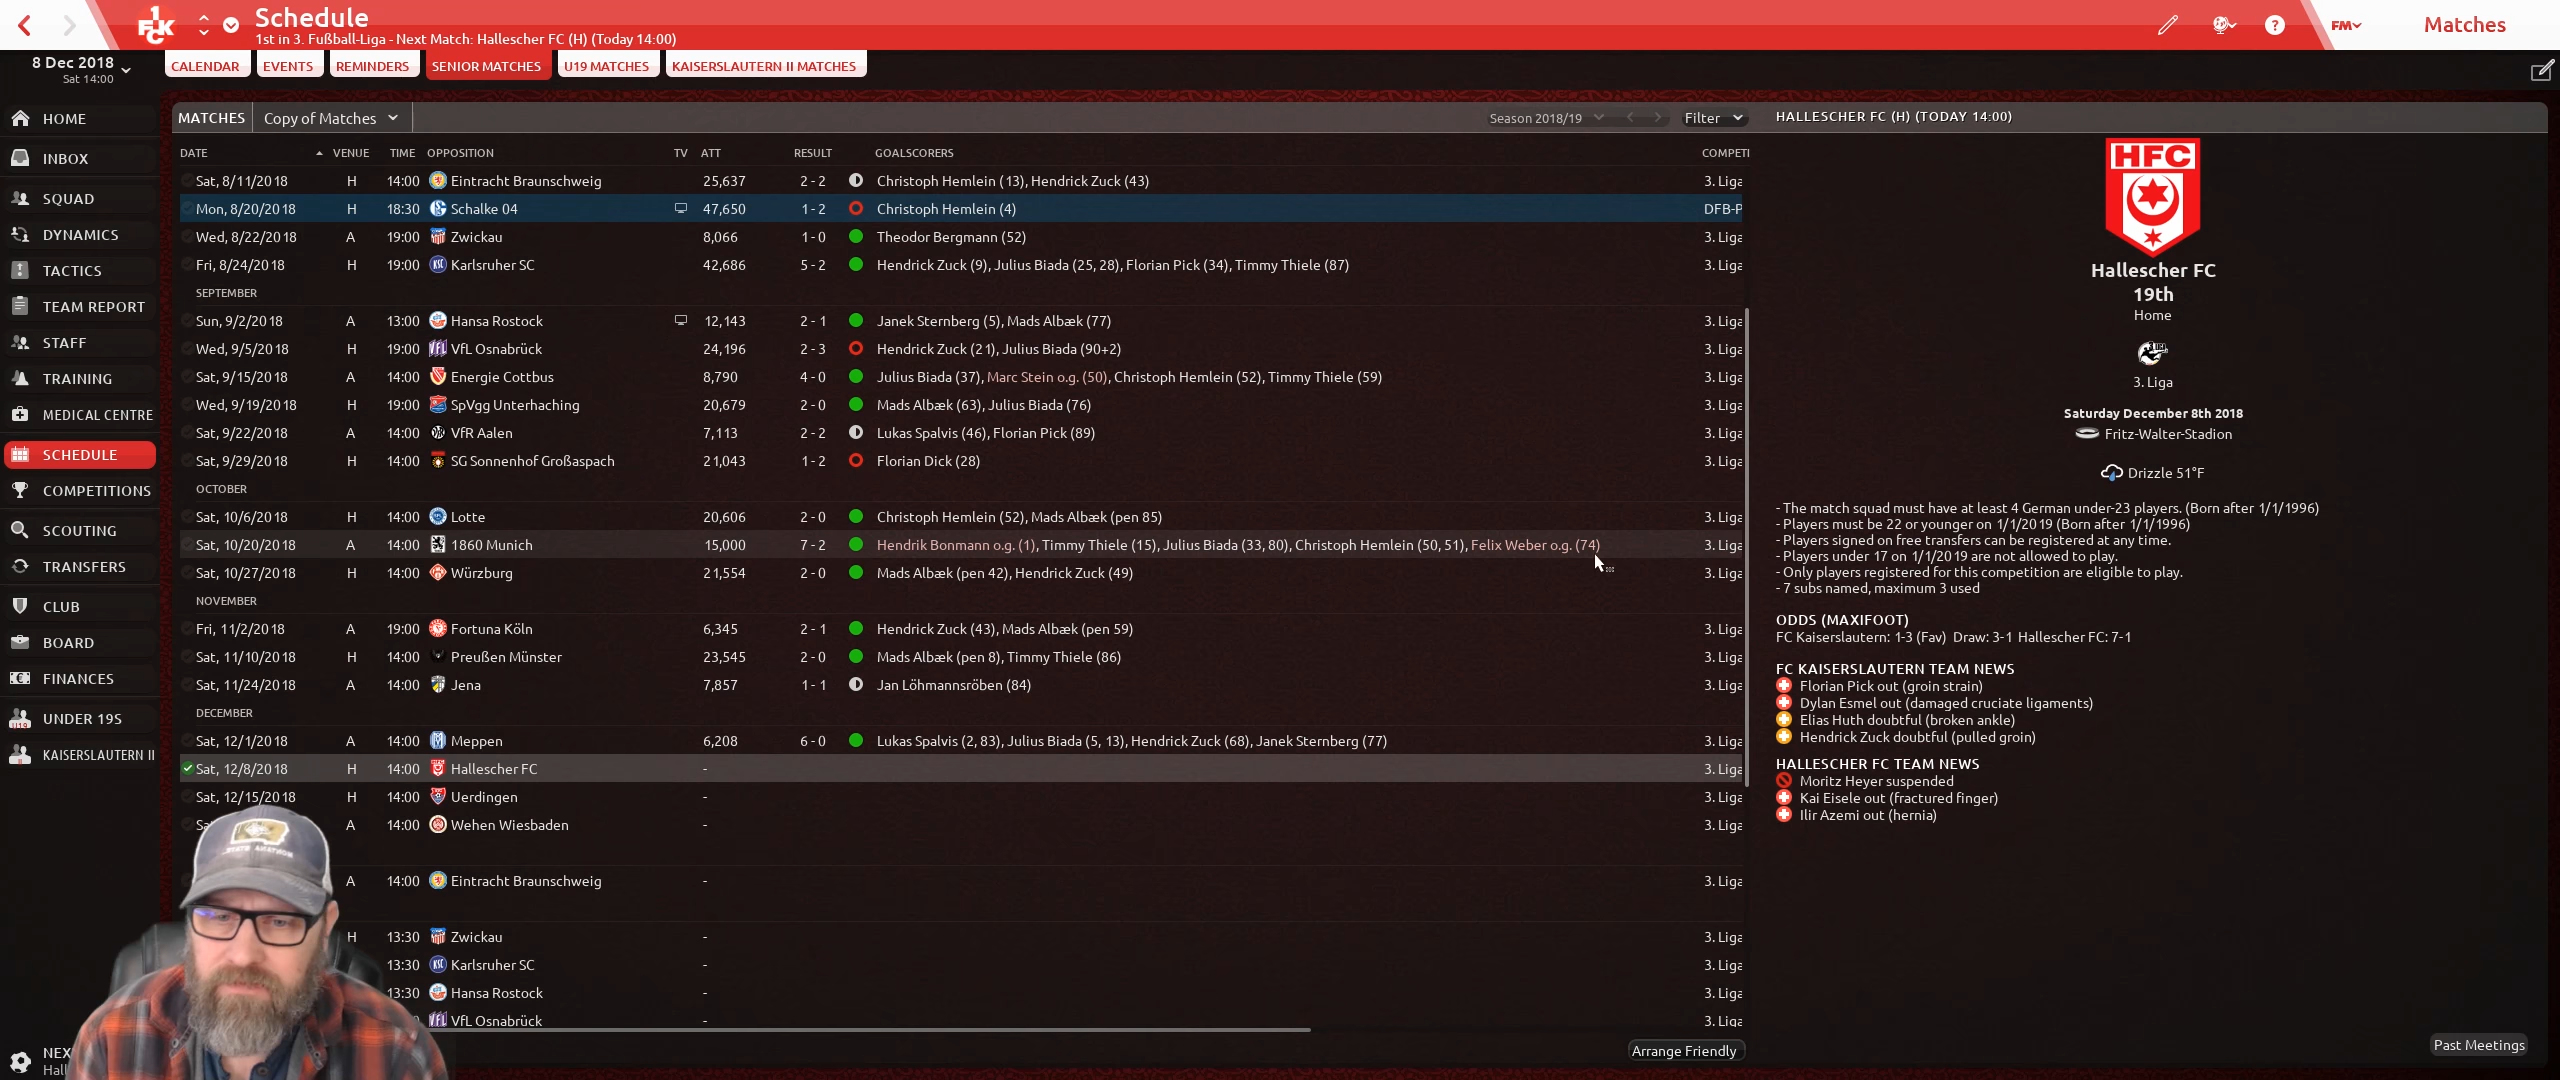 Schedule
1st in 3. Fußball-Liga - Next Match: Hallescher FC (H) (Today 14:00)
FM
Matches
8 Dec 2018
Sat 14:00
CALENDAR EVENTS REMINDERS SENIOR MATCHES U19 MATCHES KAISERSLAUTERN II MATCHES
HOME
INBOX
SQUAD
DYNAMICS
TACTICS
TEAM REPORT
STAFF
TRAINING
MEDICAL CENTRE
SCHEDULE
COMPETITIONS
SCOUTING
TRANSFERS
CLUB
BOARD
FINANCES
UNDER 19S
KAISERSLAUTERN II
NEX
Hall
MATCHES Copy of Matches Season 2018/19 Filter
DATE VENUE TIME OPPOSITION TV ATT RESULT GOALSCORERS COMPETI
Sat, 8/11/2018 H 14:00 Eintracht Braunschweig 25,637 2 - 2 Christoph Hemlein (13), Hendrick Zuck (43) 3. Liga
Mon, 8/20/2018 H 18:30 Schalke 04 47,650 1 - 2 Christoph Hemlein (4) DFB-P
Wed, 8/22/2018 A 19:00 Zwickau 8,066 1 - 0 Theodor Bergmann (52) 3. Liga
Fri, 8/24/2018 H 19:00 Karlsruher SC 42,686 5 - 2 Hendrick Zuck (9), Julius Biada (25, 28), Florian Pick (34), Timmy Thiele (87) 3. Liga
SEPTEMBER
Sun, 9/2/2018 A 13:00 Hansa Rostock 12,143 2 - 1 Janek Sternberg (5), Mads Albæk (77) 3. Liga
Wed, 9/5/2018 H 19:00 VfL Osnabrück 24,196 2 - 3 Hendrick Zuck (21), Julius Biada (90+2) 3. Liga
Sat, 9/15/2018 A 14:00 Energie Cottbus 8,790 4 - 0 Julius Biada (37), Marc Stein o.g. (50), Christoph Hemlein (52), Timmy Thiele (59) 3. Liga
Wed, 9/19/2018 H 19:00 SpVgg Unterhaching 20,679 2 - 0 Mads Albæk (63), Julius Biada (76) 3. Liga
Sat, 9/22/2018 A 14:00 VfR Aalen 7,113 2 - 2 Lukas Spalvis (46), Florian Pick (89) 3. Liga
Sat, 9/29/2018 H 14:00 SG Sonnenhof Großaspach 21,043 1 - 2 Florian Dick (28) 3. Liga
OCTOBER
Sat, 10/6/2018 H 14:00 Lotte 20,606 2 - 0 Christoph Hemlein (52), Mads Albæk (pen 85) 3. Liga
Sat, 10/20/2018 A 14:00 1860 Munich 15,000 7 - 2 Hendrik Bonmann o.g. (1), Timmy Thiele (15), Julius Biada (33, 80), Christoph Hemlein (50, 51), Felix Weber o.g. (74) 3. Liga
Sat, 10/27/2018 H 14:00 Würzburg 21,554 2 - 0 Mads Albæk (pen 42), Hendrick Zuck (49) 3. Liga
NOVEMBER
Fri, 11/2/2018 A 19:00 Fortuna Köln 6,345 2 - 1 Hendrick Zuck (43), Mads Albæk (pen 59) 3. Liga
Sat, 11/10/2018 H 14:00 Preußen Münster 23,545 2 - 0 Mads Albæk (pen 8), Timmy Thiele (86) 3. Liga
Sat, 11/24/2018 A 14:00 Jena 7,857 1 - 1 Jan Löhmannsröben (84) 3. Liga
DECEMBER
Sat, 12/1/2018 A 14:00 Meppen 6,208 6 - 0 Lukas Spalvis (2, 83), Julius Biada (5, 13), Hendrick Zuck (68), Janek Sternberg (77) 3. Liga
Sat, 12/8/2018 H 14:00 Hallescher FC - 3. Liga
Sat, 12/15/2018 H 14:00 Uerdingen - 3. Liga
A 14:00 Wehen Wiesbaden - 3. Liga
A 14:00 Eintracht Braunschweig - 3. Liga
H 13:30 Zwickau - 3. Liga
13:30 Karlsruher SC - 3. Liga
13:30 Hansa Rostock - 3. Liga
VfL Osnabrück - 3. Liga
Arrange Friendly
HALLESCHER FC (H) (TODAY 14:00)
HFC
Hallescher FC
19th
Home
3. Liga
Saturday December 8th 2018
Fritz-Walter-Stadion
Drizzle 51°F
- The match squad must have at least 4 German under-23 players. (Born after 1/1/1996)
- Players must be 22 or younger on 1/1/2019 (Born after 1/1/1996)
- Players signed on free transfers can be registered at any time.
- Players under 17 on 1/1/2019 are not allowed to play.
- Only players registered for this competition are eligible to play.
- 7 subs named, maximum 3 used
ODDS (MAXIFOOT)
FC Kaiserslautern: 1-3 (Fav) Draw: 3-1 Hallescher FC: 7-1
FC KAISERSLAUTERN TEAM NEWS
Florian Pick out (groin strain)
Dylan Esmel out (damaged cruciate ligaments)
Elias Huth doubtful (broken ankle)
Hendrick Zuck doubtful (pulled groin)
HALLESCHER FC TEAM NEWS
Moritz Heyer suspended
Kai Eisele out (fractured finger)
Ilir Azemi out (hernia)
Past Meetings